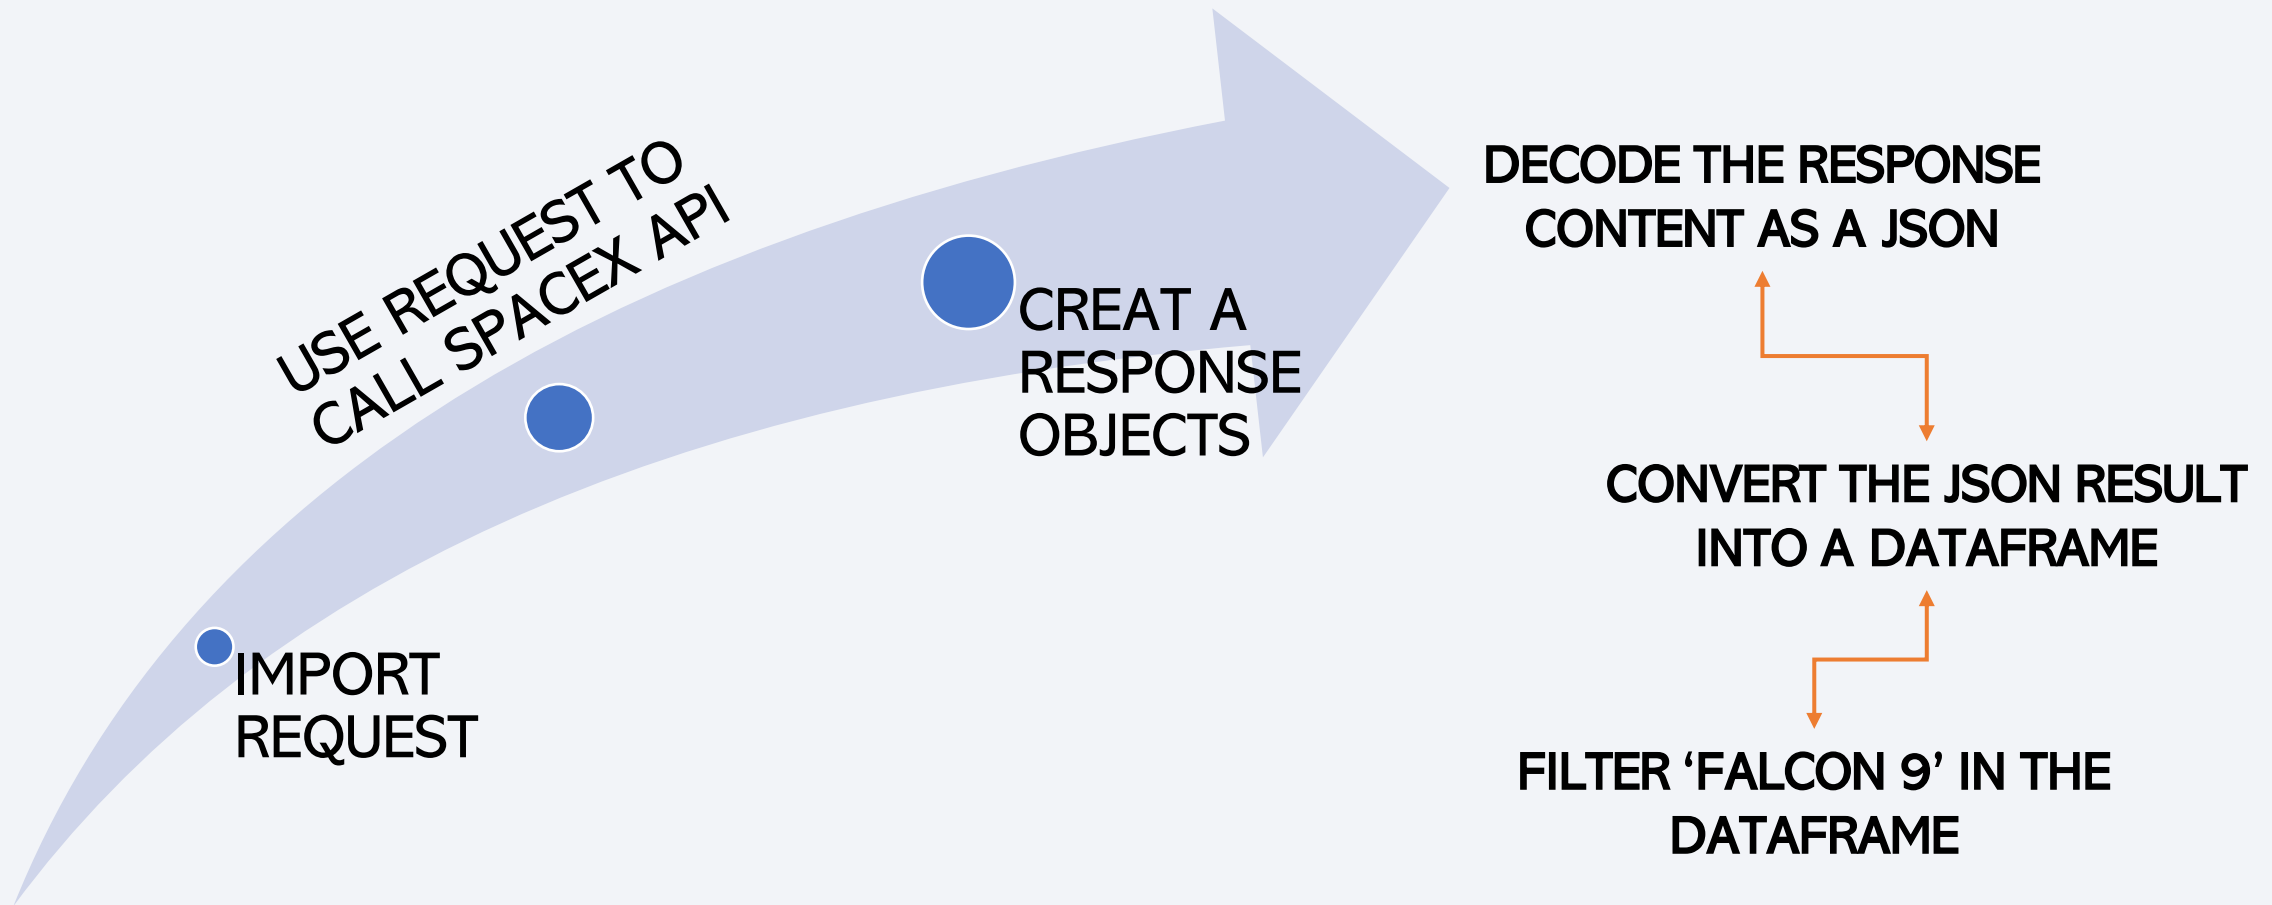 USE REQUEST TO
CALL SPACEX API
IMPORT
REQUEST
CREAT A
RESPONSE
OBJECTS
DECODE THE RESPONSE
CONTENT AS A JSON
CONVERT THE JSON RESULT
INTO A DATAFRAME
FILTER ‘FALCON 9’ IN THE
DATAFRAME